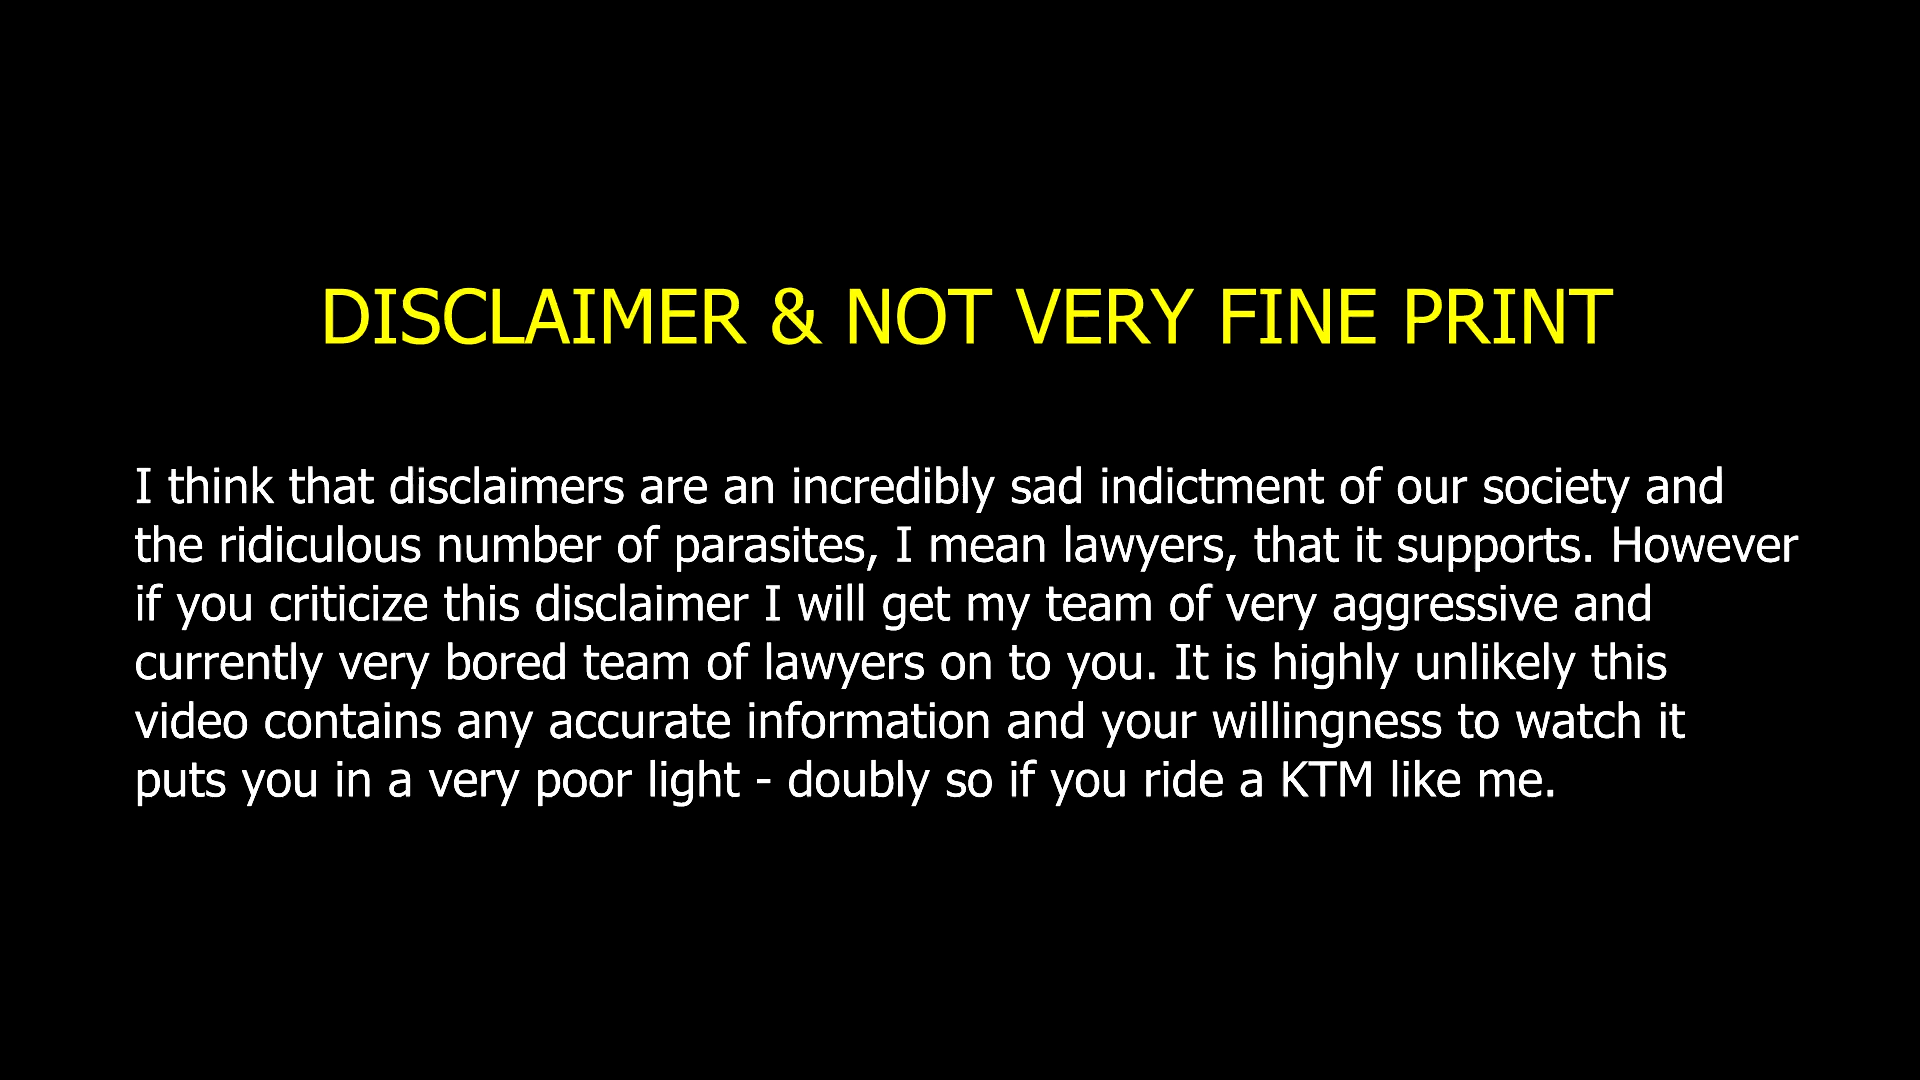 DISCLAIMER & NOT VERY FINE PRINT
I think that disclaimers are an incredibly sad indictment of our society and
the ridiculous number of parasites, I mean lawyers, that it supports. However
if you criticize this disclaimer I will get my team of very aggressive and
currently very bored team of lawyers on to you. It is highly unlikely this
video contains any accurate information and your willingness to watch it
puts you in a very poor light - doubly so if you ride a KTM like me.